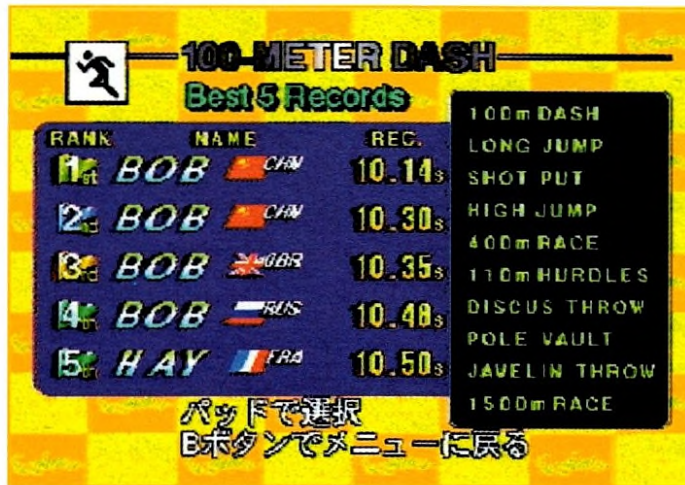 100-METER DASH
Best 5 Records
RANK NAME REC.
1st BOB CHN 10.14s
2nd BOB CHN 10.30s
3rd BOB GBR 10.35s
4th BOB RUS 10.48s
5th HAY FRA 10.50s
100m DASH
LONG JUMP
SHOT PUT
HIGH JUMP
400m RACE
110m HURDLES
DISCUS THROW
POLE VAULT
JAVELIN THROW
1500m RACE
パッドで選択
Bボタンでメニューに戻る